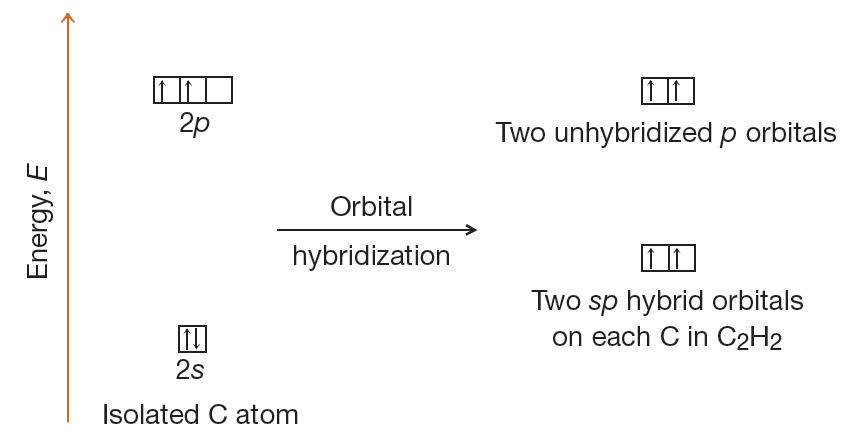 Energy, E
2p
2s
Isolated C atom
Orbital
hybridization
Two unhybridized p orbitals
Two sp hybrid orbitals
on each C in C2H2